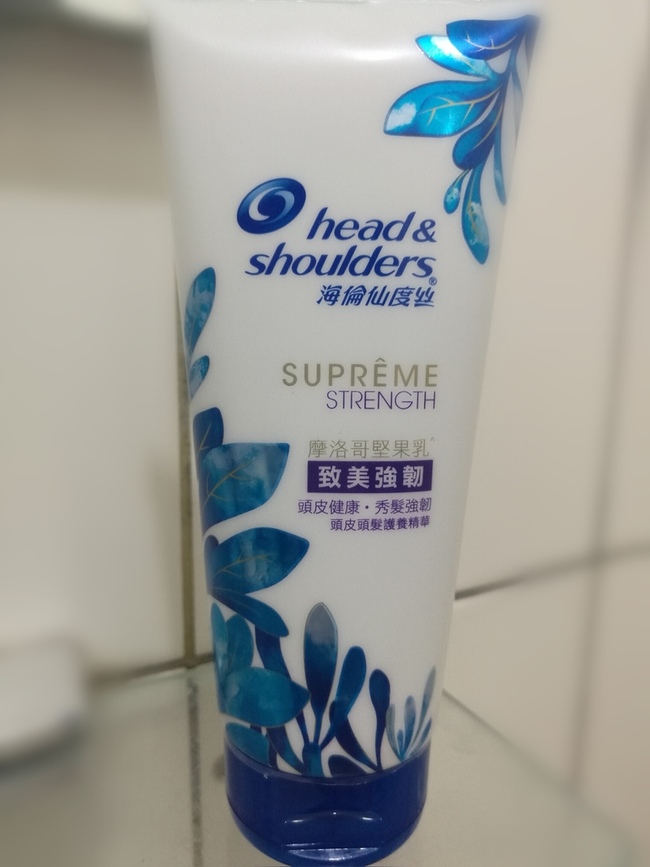 head &
shoulders®
海倫仙度絲
SUPRÊME
STRENGTH
摩洛哥堅果乳^
致美強韌
頭皮健康・秀髮強韌
頭皮頭髮護養精華